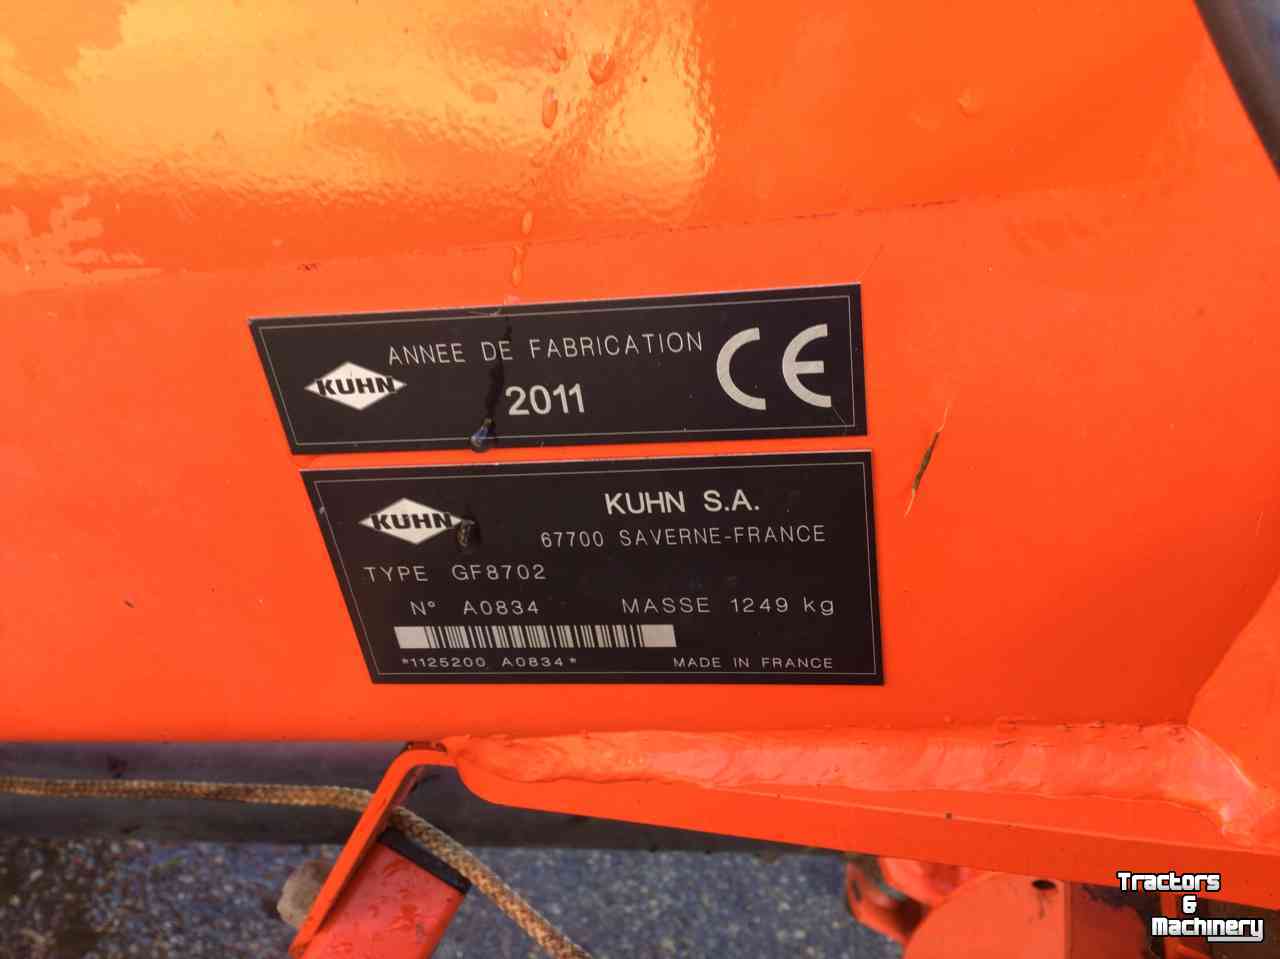 ANNEE DE FABRICATION
KUHN
2011
CE
KUHN
KUHN S.A.
67700 SAVERNE-FRANCE
TYPE GF8702
N° A0834 MASSE 1249 kg
*1125200 A0834*
MADE IN FRANCE
Tractors
&
Machinery